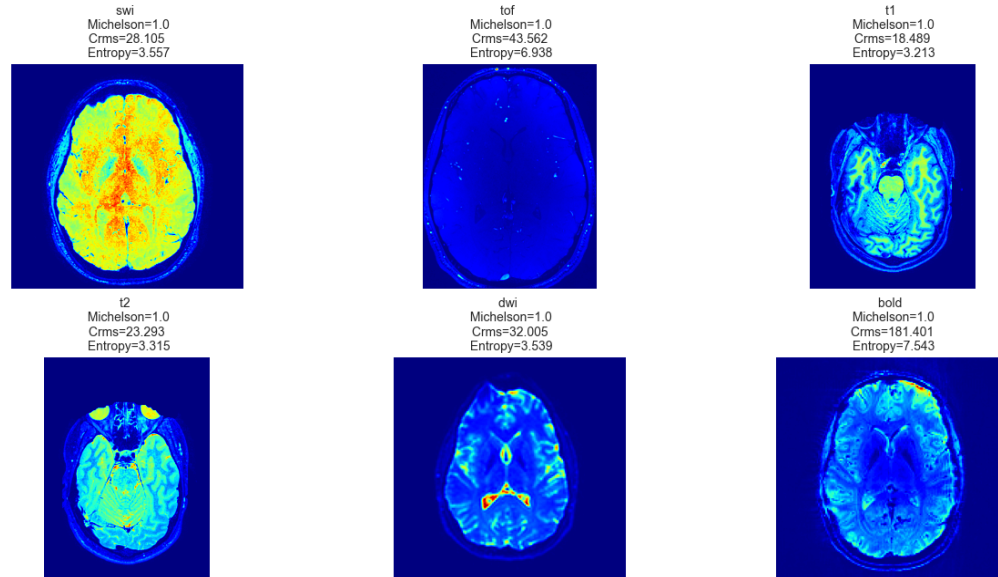 swi
Michelson=1.0
Crms=28.105
Entropy=3.557
tof
Michelson=1.0
Crms=43.562
Entropy=6.938
t1
Michelson=1.0
Crms=18.489
Entropy=3.213
t2
Michelson=1.0
Crms=23.293
Entropy=3.315
dwi
Michelson=1.0
Crms=32.005
Entropy=3.539
bold
Michelson=1.0
Crms=181.401
Entropy=7.543